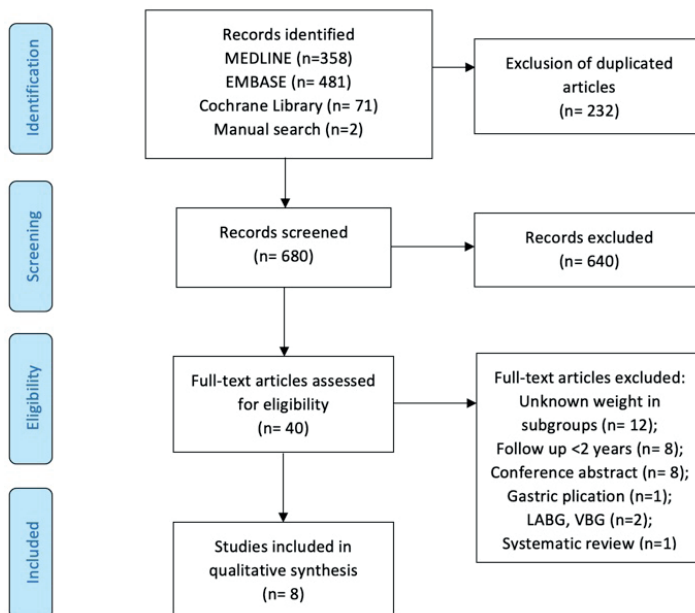 Identification
Records identified
MEDLINE (n=358)
EMBASE (n= 481)
Cochrane Library (n= 71)
Manual search (n=2)
Exclusion of duplicated
articles
(n= 232)
Screening
Records screened
(n= 680)
Records excluded
(n= 640)
Eligibility
Full-text articles assessed
for eligibility
(n= 40)
Full-text articles excluded:
Unknown weight in
subgroups (n= 12);
Follow up <2 years (n= 8);
Conference abstract (n= 8);
Gastric plication (n=1);
LABG, VBG (n=2);
Systematic review (n=1)
Included
Studies included in
qualitative synthesis
(n= 8)